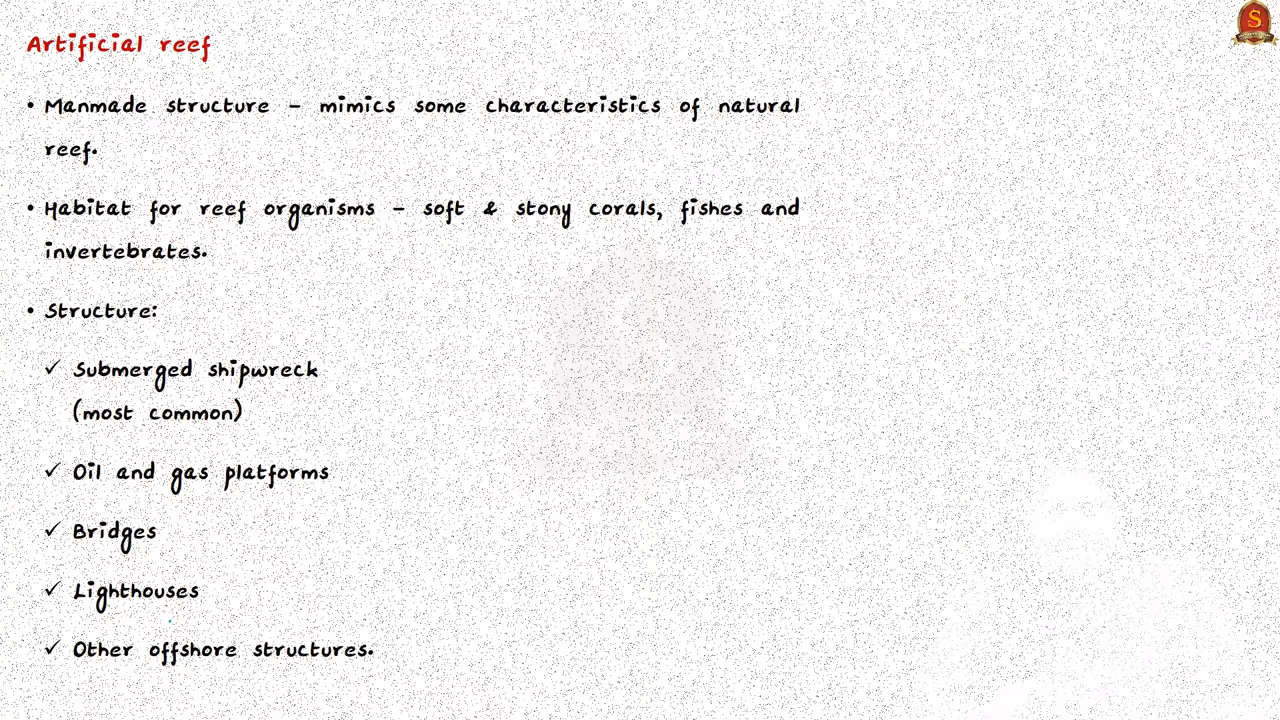 Artificial reef
• Manmade structure – mimics some characteristics of natural
reef.
• Habitat for reef organisms – soft & stony corals, fishes and
invertebrates.
• Structure:
✓ Submerged shipwreck
(most common)
✓ Oil and gas platforms
✓ Bridges
✓ Lighthouses
✓ Other offshore structures.
S